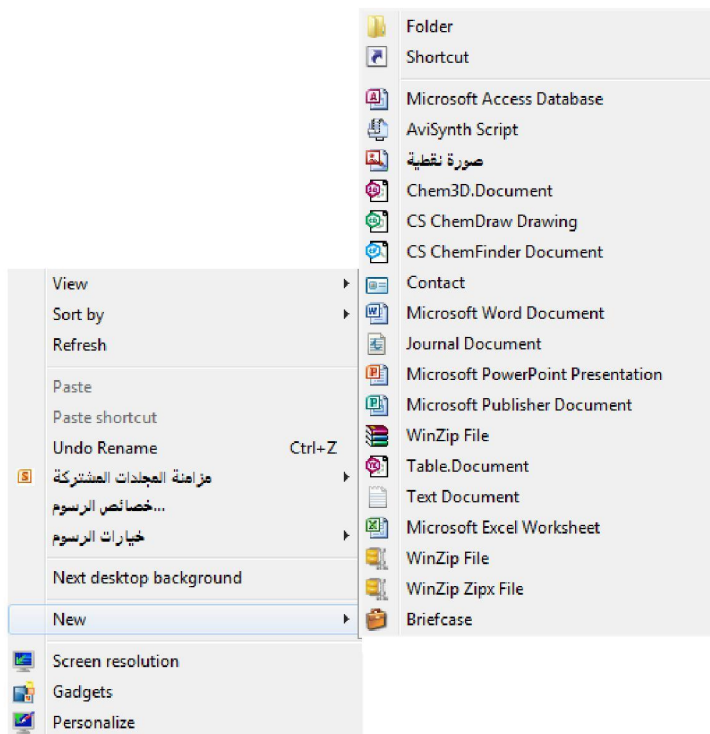 Folder
Shortcut
Microsoft Access Database
AviSynth Script
صورة نقطية
Chem3D.Document
CS ChemDraw Drawing
CS ChemFinder Document
Contact
Microsoft Word Document
Journal Document
Microsoft PowerPoint Presentation
Microsoft Publisher Document
WinZip File
Table.Document
Text Document
Microsoft Excel Worksheet
WinZip File
WinZip Zipx File
Briefcase
View
Sort by
Refresh
Paste
Paste shortcut
Undo Rename Ctrl+Z
مزامنة المجلدات المشتركة
خصائص الرسوم...
خيارات الرسوم
Next desktop background
New
Screen resolution
Gadgets
Personalize